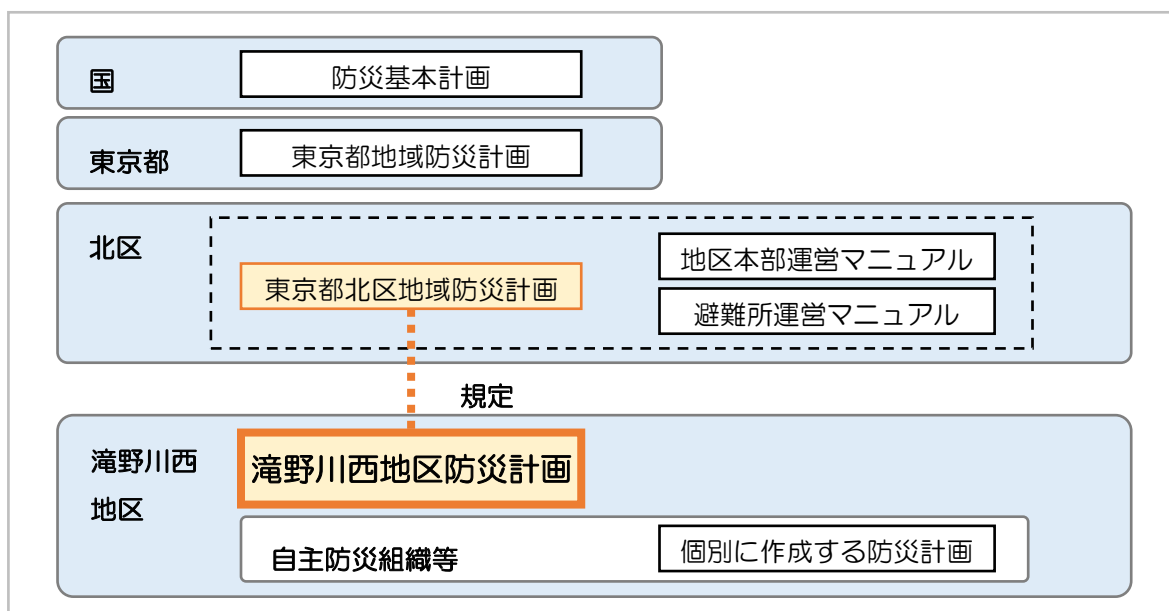 国
防災基本計画
東京都
東京都地域防災計画
北区
東京都北区地域防災計画
地区本部運営マニュアル
避難所運営マニュアル
規定
滝野川西
地区
滝野川西地区防災計画
自主防災組織等
個別に作成する防災計画